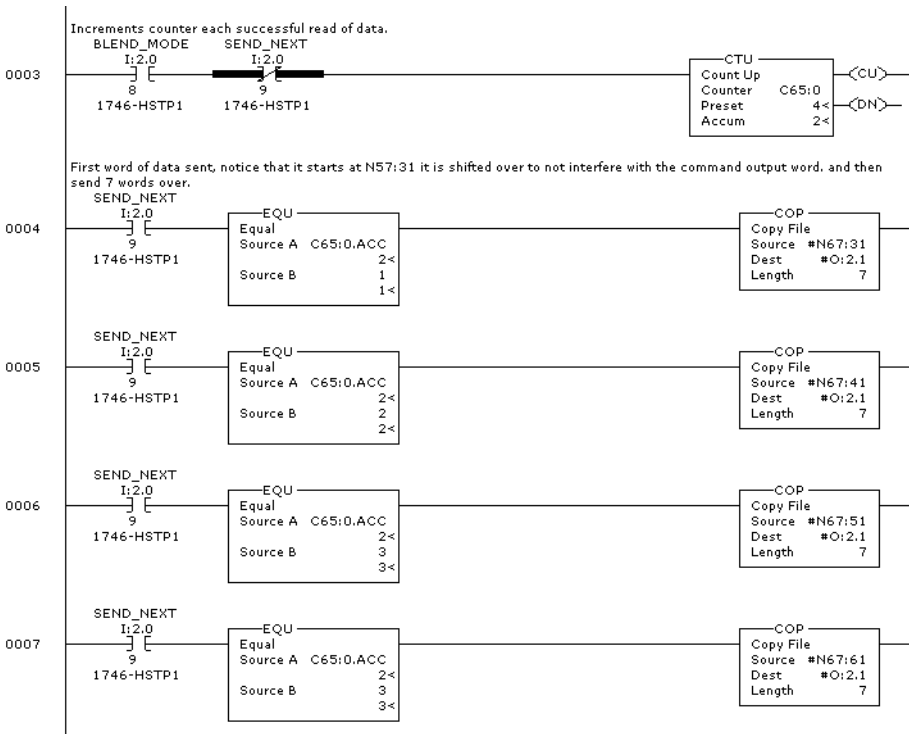 Increments counter each successful read of data.
BLEND_MODE SEND_NEXT
I:2.0 I:2.0
0003
8 9
1746-HSTP1 1746-HSTP1
CTU
Count Up
Counter C65:0
Preset 4<
Accum 2<
CU
DN
First word of data sent, notice that it starts at N57:31 it is shifted over to not interfere with the command output word. and then
send 7 words over.
SEND_NEXT
I:2.0
0004
9
1746-HSTP1
EQU
Equal
Source A C65:0.ACC
2<
Source B 1
1<
COP
Copy File
Source #N67:31
Dest #O:2.1
Length 7
SEND_NEXT
I:2.0
0005
9
1746-HSTP1
EQU
Equal
Source A C65:0.ACC
2<
Source B 2
2<
COP
Copy File
Source #N67:41
Dest #O:2.1
Length 7
SEND_NEXT
I:2.0
0006
9
1746-HSTP1
EQU
Equal
Source A C65:0.ACC
2<
Source B 3
3<
COP
Copy File
Source #N67:51
Dest #O:2.1
Length 7
SEND_NEXT
I:2.0
0007
9
1746-HSTP1
EQU
Equal
Source A C65:0.ACC
2<
Source B 3
3<
COP
Copy File
Source #N67:61
Dest #O:2.1
Length 7